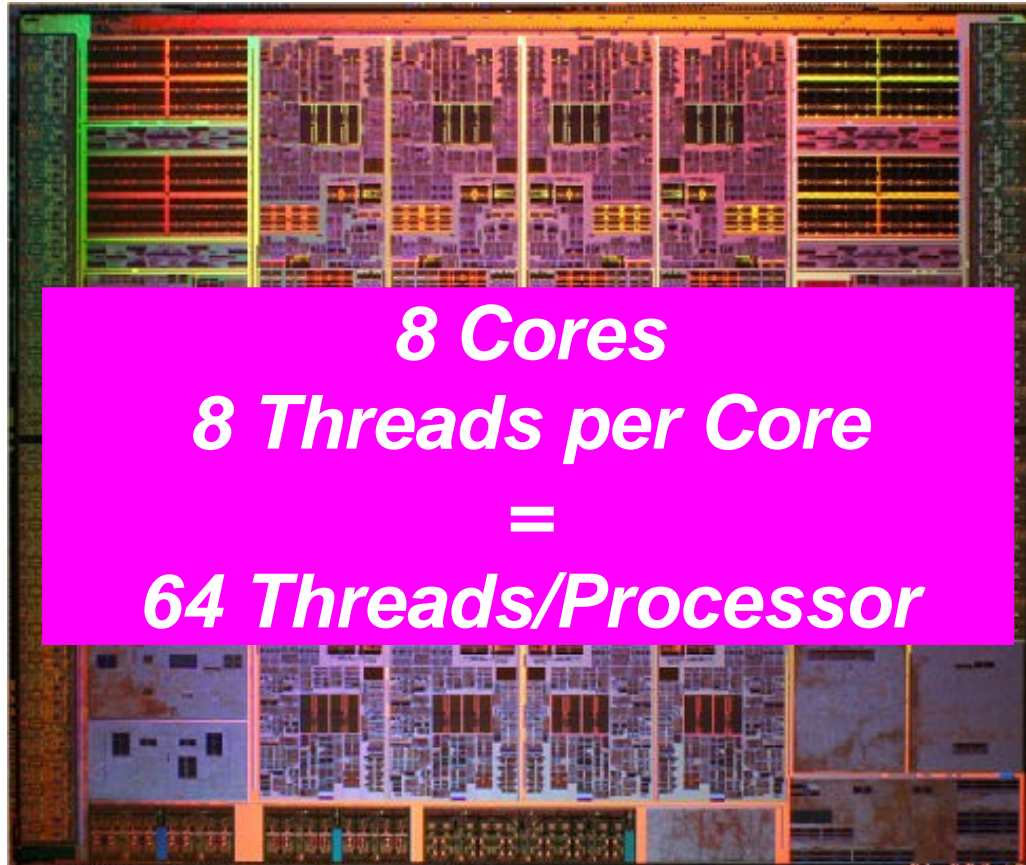 8 Cores
8 Threads per Core
=
64 Threads/Processor